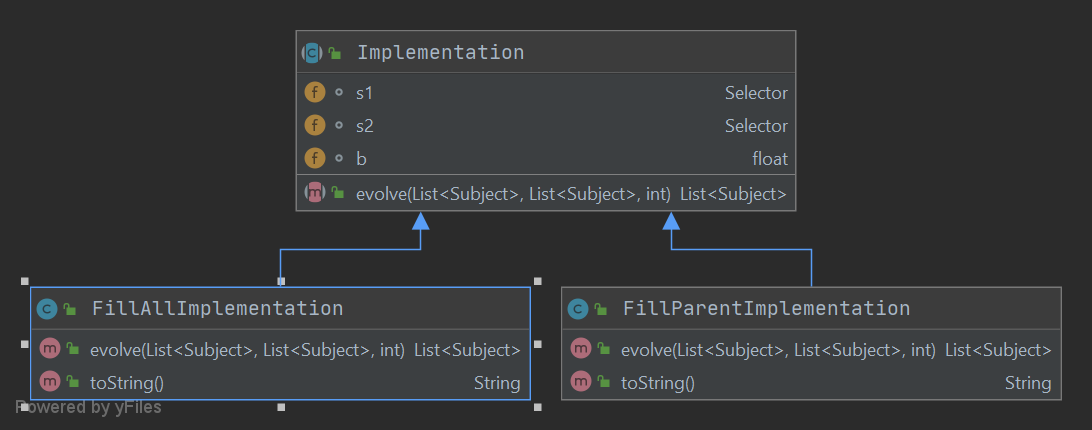 Implementation
s1 Selector
s2 Selector
b float
evolve(List<Subject>, List<Subject>, int) List<Subject>
FillAllImplementation
evolve(List<Subject>, List<Subject>, int) List<Subject>
toString() String
FillParentImplementation
evolve(List<Subject>, List<Subject>, int) List<Subject>
toString() String
Powered by yFiles